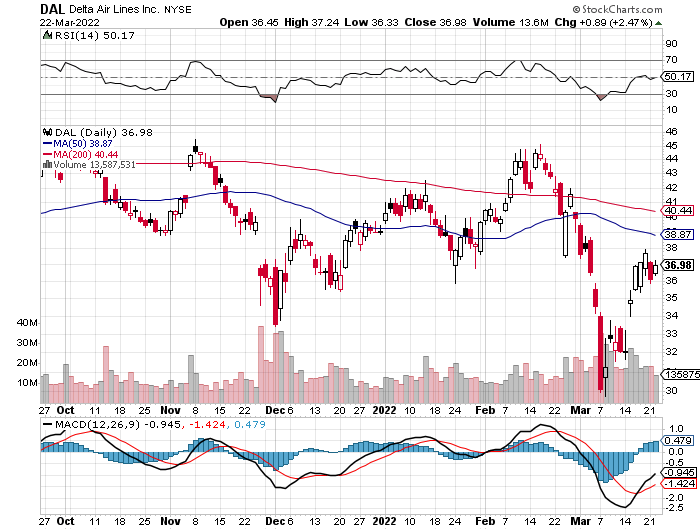 DAL Delta Air Lines Inc. NYSE © StockCharts.com
22-Mar-2022 Open 36.45 High 37.24 Low 36.33 Close 36.98 Volume 13.6M Chg +0.89 (+2.47%)
RSI(14) 50.17
90
70
50.17
30
10
DAL (Daily) 36.98
MA(50) 38.87
MA(200) 40.44
Volume 13,587,531
46
45
44
43
42
41
40.44
39
38.87
38
36.98
36
35
34
33
32
135875
30
40M
30M
20M
10M
27 Oct 11 18 25 Nov 8 15 22 Dec 6 13 20 27 2022 10 18 24 Feb 7 14 22 Mar 7 14 21
MACD(12,26,9) -0.945, -1.424, 0.479
1.0
0.479
0.0
-0.5
-0.945
-1.424
-2.0
-2.5
27 Oct 11 18 25 Nov 8 15 22 Dec 6 13 20 27 2022 10 18 24 Feb 7 14 22 Mar 7 14 21